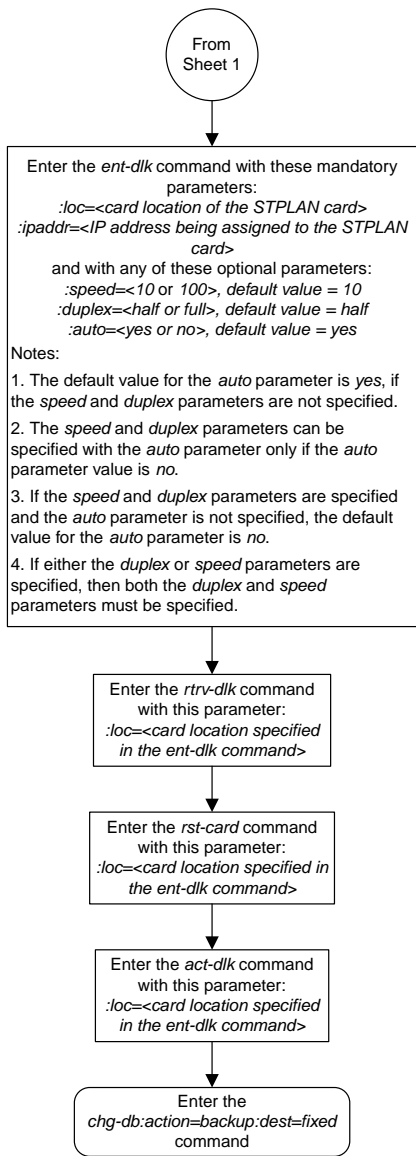 From
Sheet 1
Enter the ent-dlk command with these mandatory
parameters:
:loc=<card location of the STPLAN card>
:ipaddr=<IP address being assigned to the STPLAN
card>
and with any of these optional parameters:
:speed=<10 or 100>, default value = 10
:duplex=<half or full>, default value = half
:auto=<yes or no>, default value = yes
Notes:
1. The default value for the auto parameter is yes, if
the speed and duplex parameters are not specified.
2. The speed and duplex parameters can be
specified with the auto parameter only if the auto
parameter value is no.
3. If the speed and duplex parameters are specified
and the auto parameter is not specified, the default
value for the auto parameter is no.
4. If either the duplex or speed parameters are
specified, then both the duplex and speed
parameters must be specified.
Enter the rtrv-dlk command
with this parameter:
:loc=<card location specified
in the ent-dlk command>
Enter the rst-card command
with this parameter:
:loc=<card location specified in
the ent-dlk command>
Enter the act-dlk command
with this parameter:
:loc=<card location specified
in the ent-dlk command>
Enter the
chg-db:action=backup:dest=fixed
command